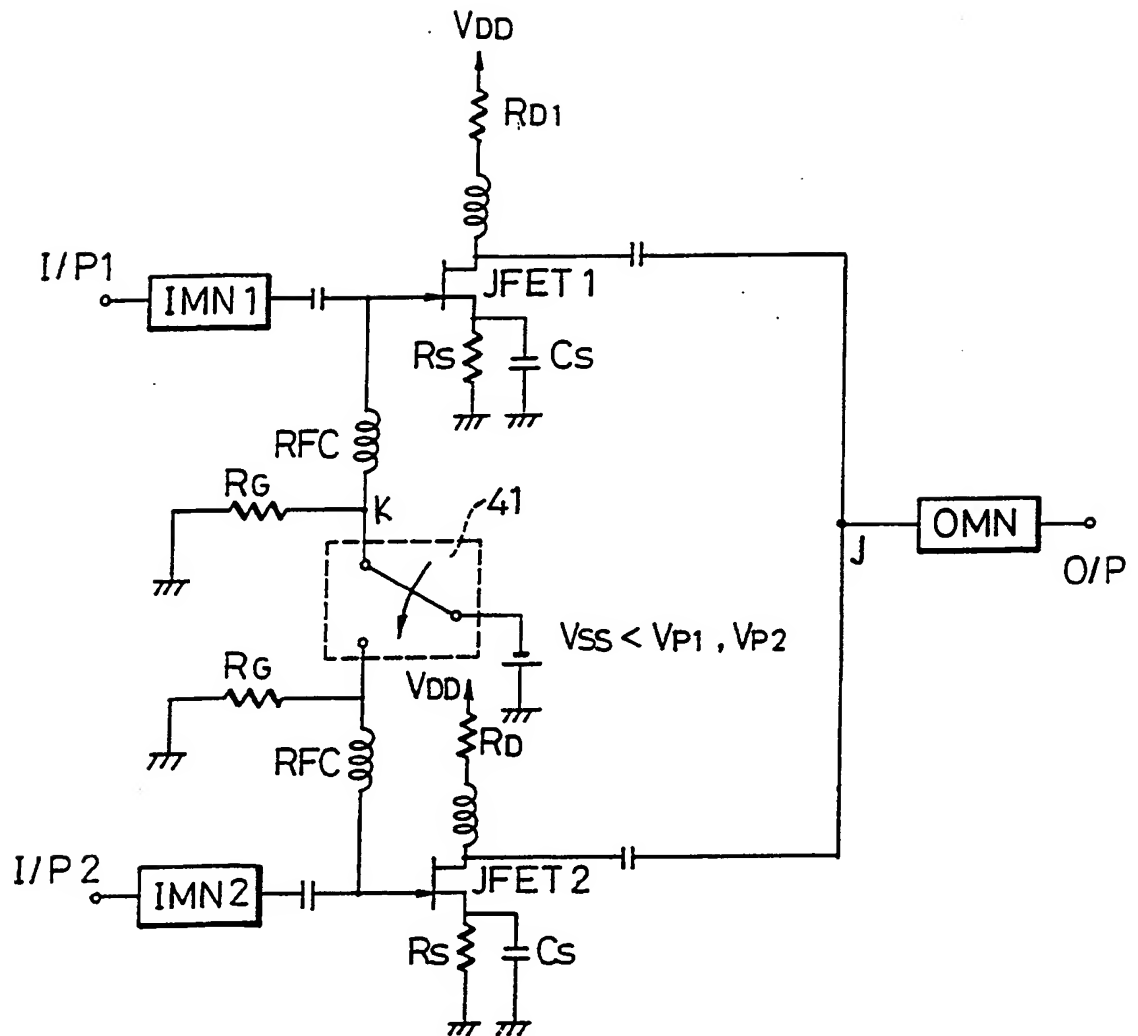 VDD
RD1
I/P1
IMN1
JFET1
RS
CS
RFC
RG
K
41
OMN
J
O/P
VSS < VP1 , VP2
RG
VDD
RD
RFC
I/P2
IMN2
JFET2
RS
CS